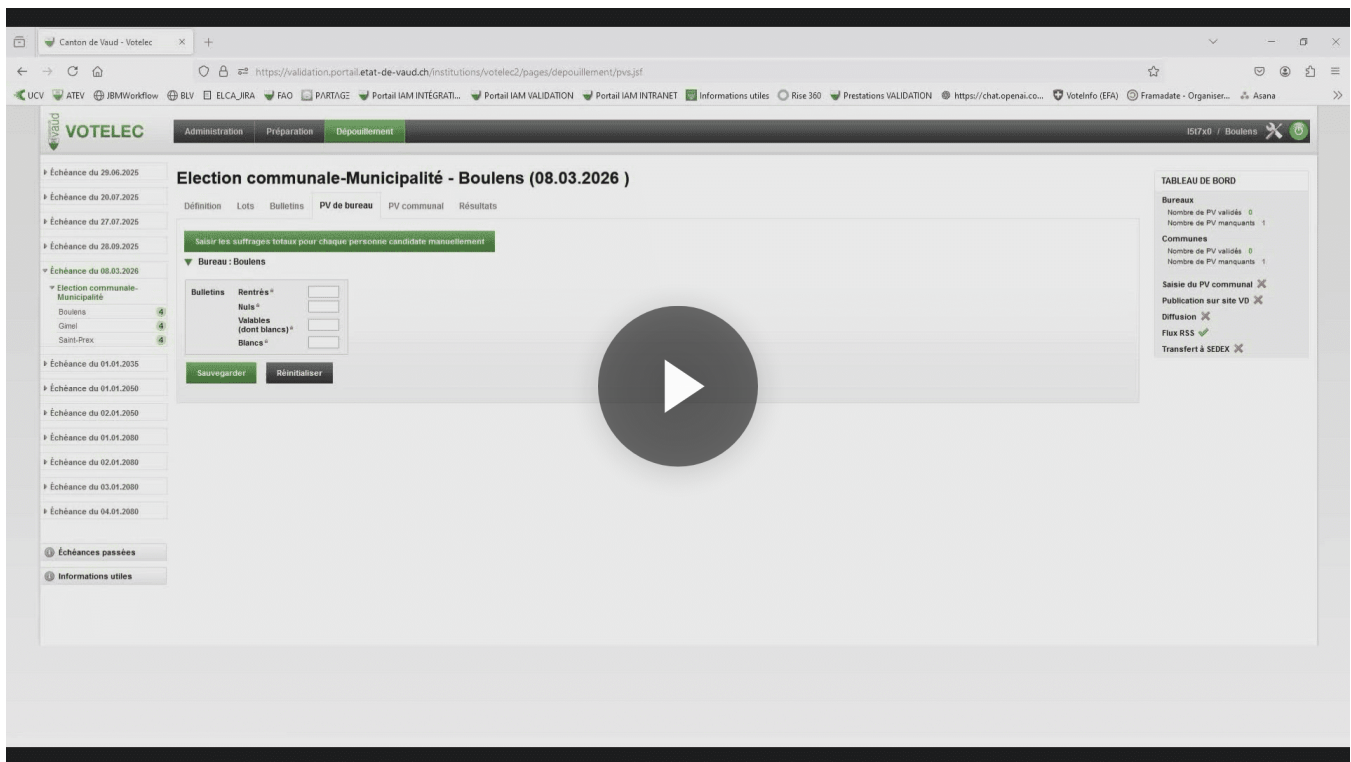 Canton de Vaud - Votelec
https://validation.portail.etat-de-vaud.ch/institutions/votelec2/pages/depouillement/pvs.jsf
UCV ATEV JBMWorkflow BLV ELCA_JIRA FAO PARTAGE Portail IAM INTÉGRATI... Portail IAM VALIDATION Portail IAM INTRANET Informations utiles Rise 360 Prestations VALIDATION https://chat.openai.co... VoteInfo (EFA) Framadate - Organiser... Asana
vaud
VOTELEC
Administration Préparation Dépouillement
l5t7x0 / Boulens
Échéance du 29.06.2025
Échéance du 20.07.2025
Échéance du 27.07.2025
Échéance du 28.09.2025
Échéance du 08.03.2026
Election communale-
Municipalité
Boulens 4
Gimel 4
Saint-Prex 4
Échéance du 01.01.2035
Échéance du 01.01.2050
Échéance du 02.01.2050
Échéance du 01.01.2080
Échéance du 02.01.2080
Échéance du 03.01.2080
Échéance du 04.01.2080
Échéances passées
Informations utiles
Election communale-Municipalité - Boulens (08.03.2026 )
Définition Lots Bulletins PV de bureau PV communal Résultats
Saisir les suffrages totaux pour chaque personne candidate manuellement
Bureau : Boulens
Bulletins Rentrés*
Nuls*
Valables
(dont blancs)*
Blancs*
Sauvegarder Réinitialiser
TABLEAU DE BORD
Bureaux
Nombre de PV validés 0
Nombre de PV manquants 1
Communes
Nombre de PV validés 0
Nombre de PV manquants 1
Saisie du PV communal
Publication sur site VD
Diffusion
Flux RSS
Transfert à SEDEX